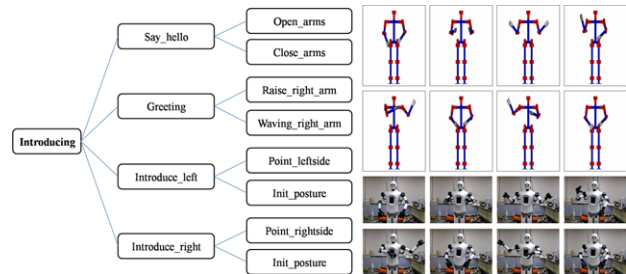 Open_arms
Say_hello
Close_arms
Raise_right_arm
Greeting
Waving_right_arm
Introducing
Point_leftside
Introduce_left
Init_posture
Point_rightside
Introduce_right
Init_posture